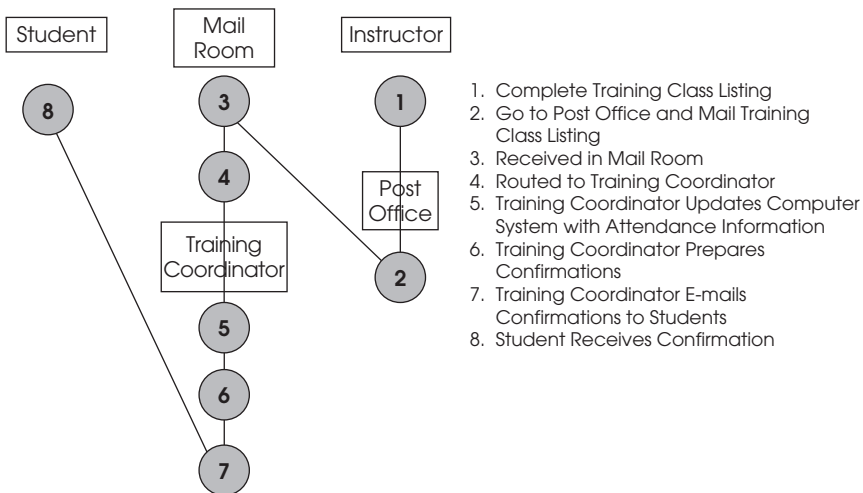 Student
Mail
Room
Instructor
8
3
1
4
Post
Office
Training
Coordinator
2
5
6
7
1. Complete Training Class Listing
2. Go to Post Office and Mail Training
Class Listing
3. Received in Mail Room
4. Routed to Training Coordinator
5. Training Coordinator Updates Computer
System with Attendance Information
6. Training Coordinator Prepares
Confirmations
7. Training Coordinator E-mails
Confirmations to Students
8. Student Receives Confirmation